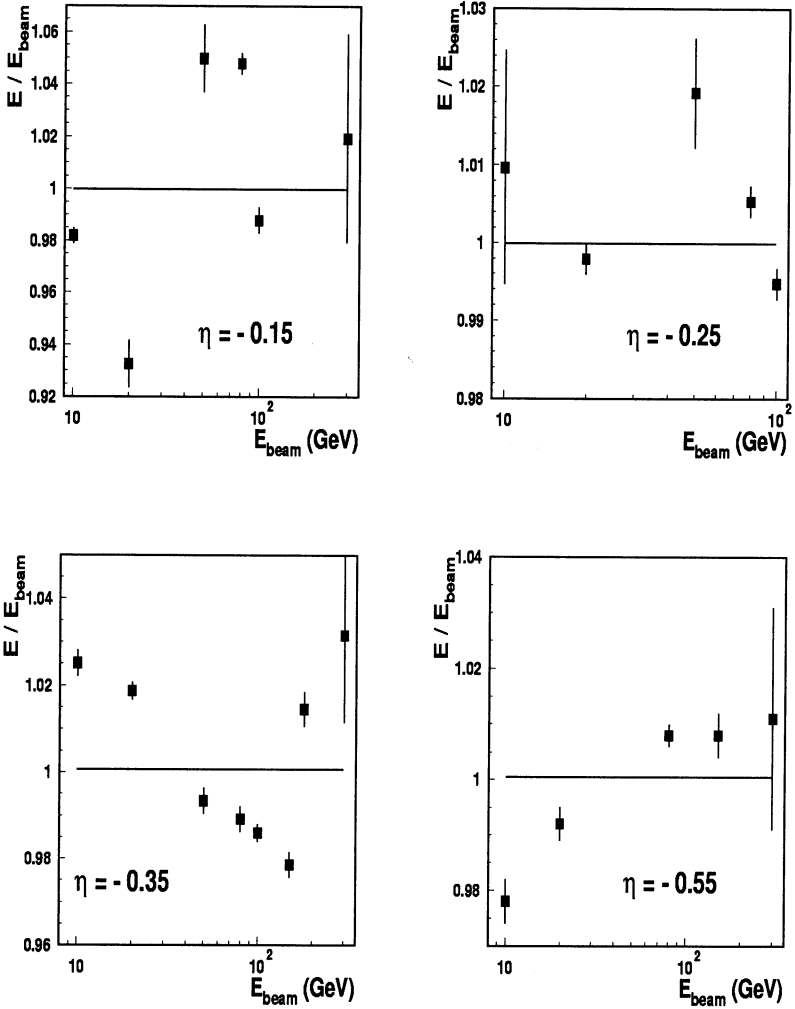 E / E_beam
1.06
1.04
1.02
1
0.98
0.96
0.94
0.92
η = - 0.15
10
10²
E_beam (GeV)
E / E_beam
1.03
1.02
1.01
1
0.99
0.98
η = - 0.25
10
10²
E_beam (GeV)
E / E_beam
1.04
1.02
1
0.98
0.96
η = - 0.35
10
10²
E_beam (GeV)
E / E_beam
1.04
1.02
1
0.98
η = - 0.55
10
10²
E_beam (GeV)